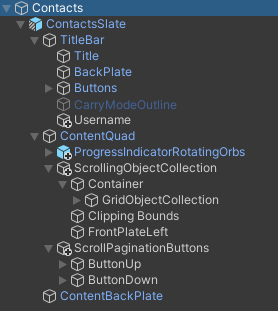 Contacts
ContactsSlate
TitleBar
Title
BackPlate
Buttons
CarryModeOutline
Username
ContentQuad
ProgressIndicatorRotatingOrbs
ScrollingObjectCollection
Container
GridObjectCollection
Clipping Bounds
FrontPlateLeft
ScrollPaginationButtons
ButtonUp
ButtonDown
ContentBackPlate